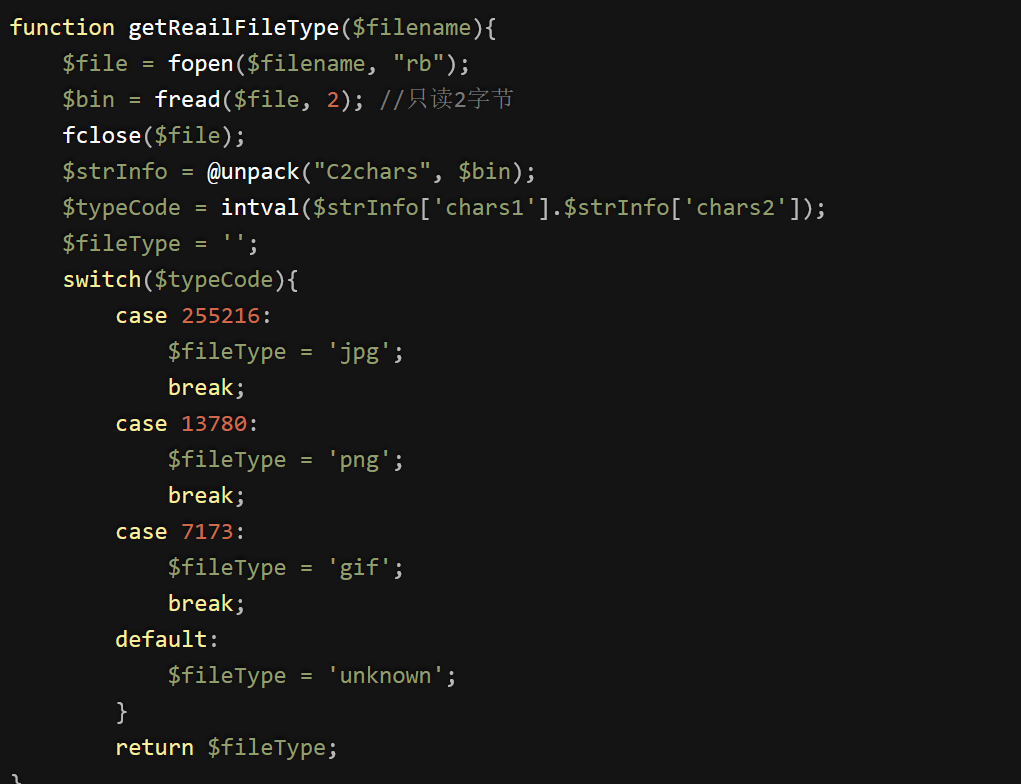 function getReailFileType($filename){
    $file = fopen($filename, "rb");
    $bin = fread($file, 2); //只读2字节
    fclose($file);
    $strInfo = @unpack("C2chars", $bin);
    $typeCode = intval($strInfo['chars1'].$strInfo['chars2']);
    $fileType = '';
    switch($typeCode){
        case 255216:
            $fileType = 'jpg';
            break;
        case 13780:
            $fileType = 'png';
            break;
        case 7173:
            $fileType = 'gif';
            break;
        default:
            $fileType = 'unknown';
        }
        return $fileType;
}